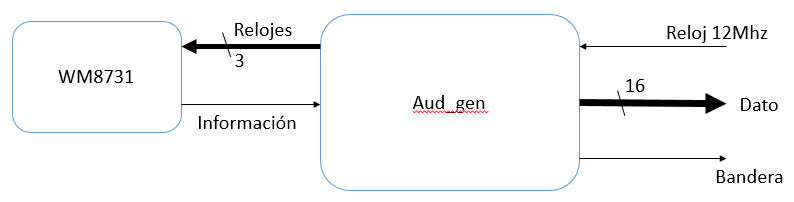 Relojes
3
WM8731
Información
Aud_gen
Reloj 12Mhz
16
Dato
Bandera